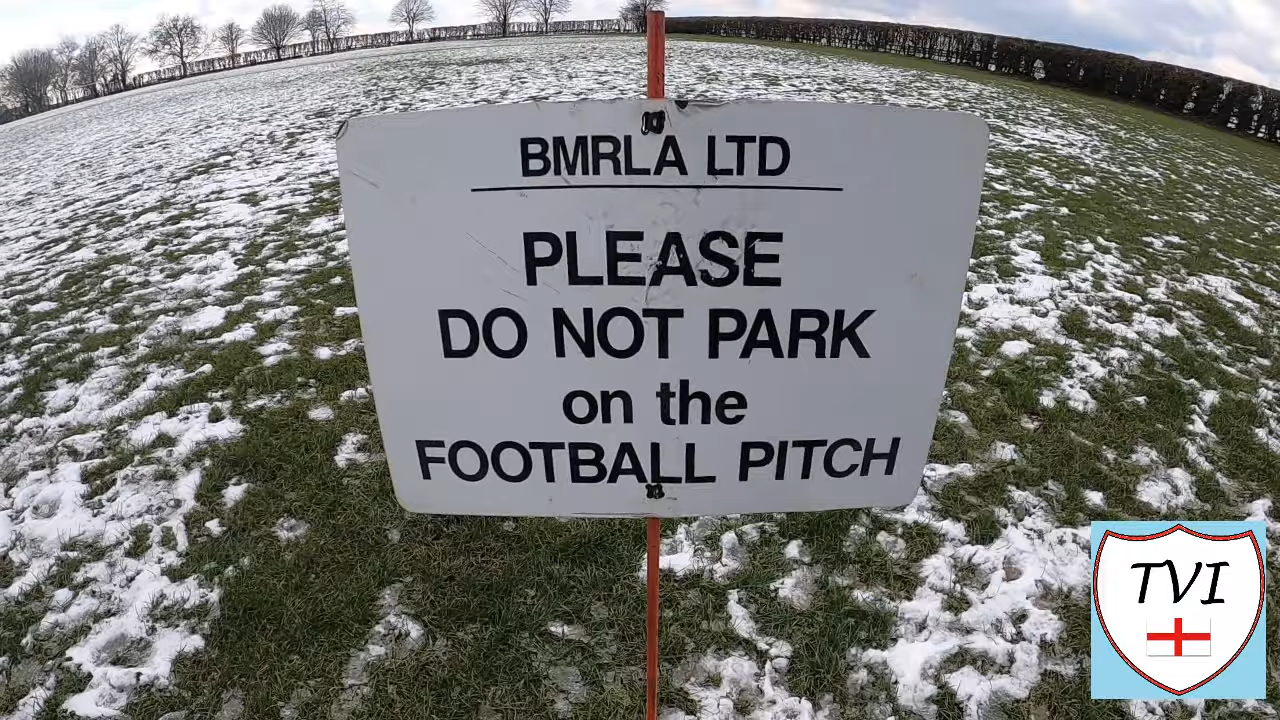 BMRLA LTD
PLEASE
DO NOT PARK
on the
FOOTBALL PITCH
TVI